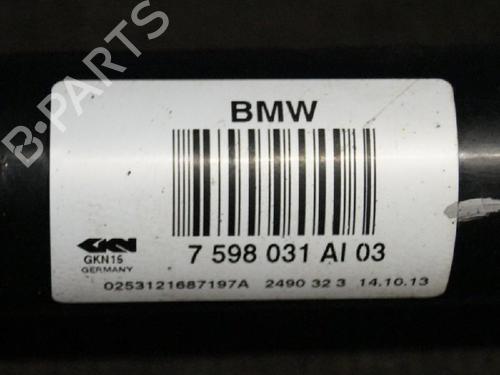 B-PARTS
BMW
7 598 031 AI 03
GKN
GKN15
GERMANY
0253121687197A 2490 32 3 14.10.13